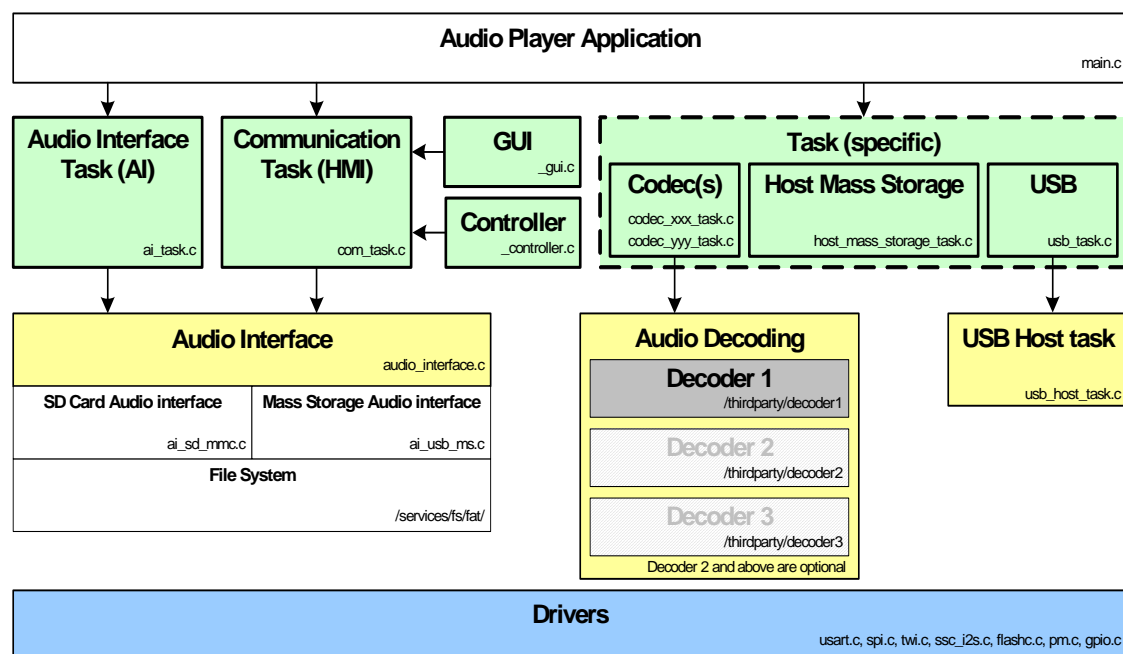 Audio Player Application
main.c
Audio Interface
Task (AI)
ai_task.c
Communication
Task (HMI)
com_task.c
GUI
_gui.c
Controller
_controller.c
Task (specific)
Codec(s)
codec_xxx_task.c
codec_yyy_task.c
Host Mass Storage
host_mass_storage_task.c
USB
usb_task.c
Audio Interface
audio_interface.c
SD Card Audio interface
ai_sd_mmc.c
Mass Storage Audio interface
ai_usb_ms.c
File System
/services/fs/fat/
Audio Decoding
Decoder 1
/thirdparty/decoder1
Decoder 2
/thirdparty/decoder2
Decoder 3
/thirdparty/decoder3
Decoder 2 and above are optional
USB Host task
usb_host_task.c
Drivers
usart.c, spi.c, twi.c, ssc_i2s.c, flashc.c, pm.c, gpio.c